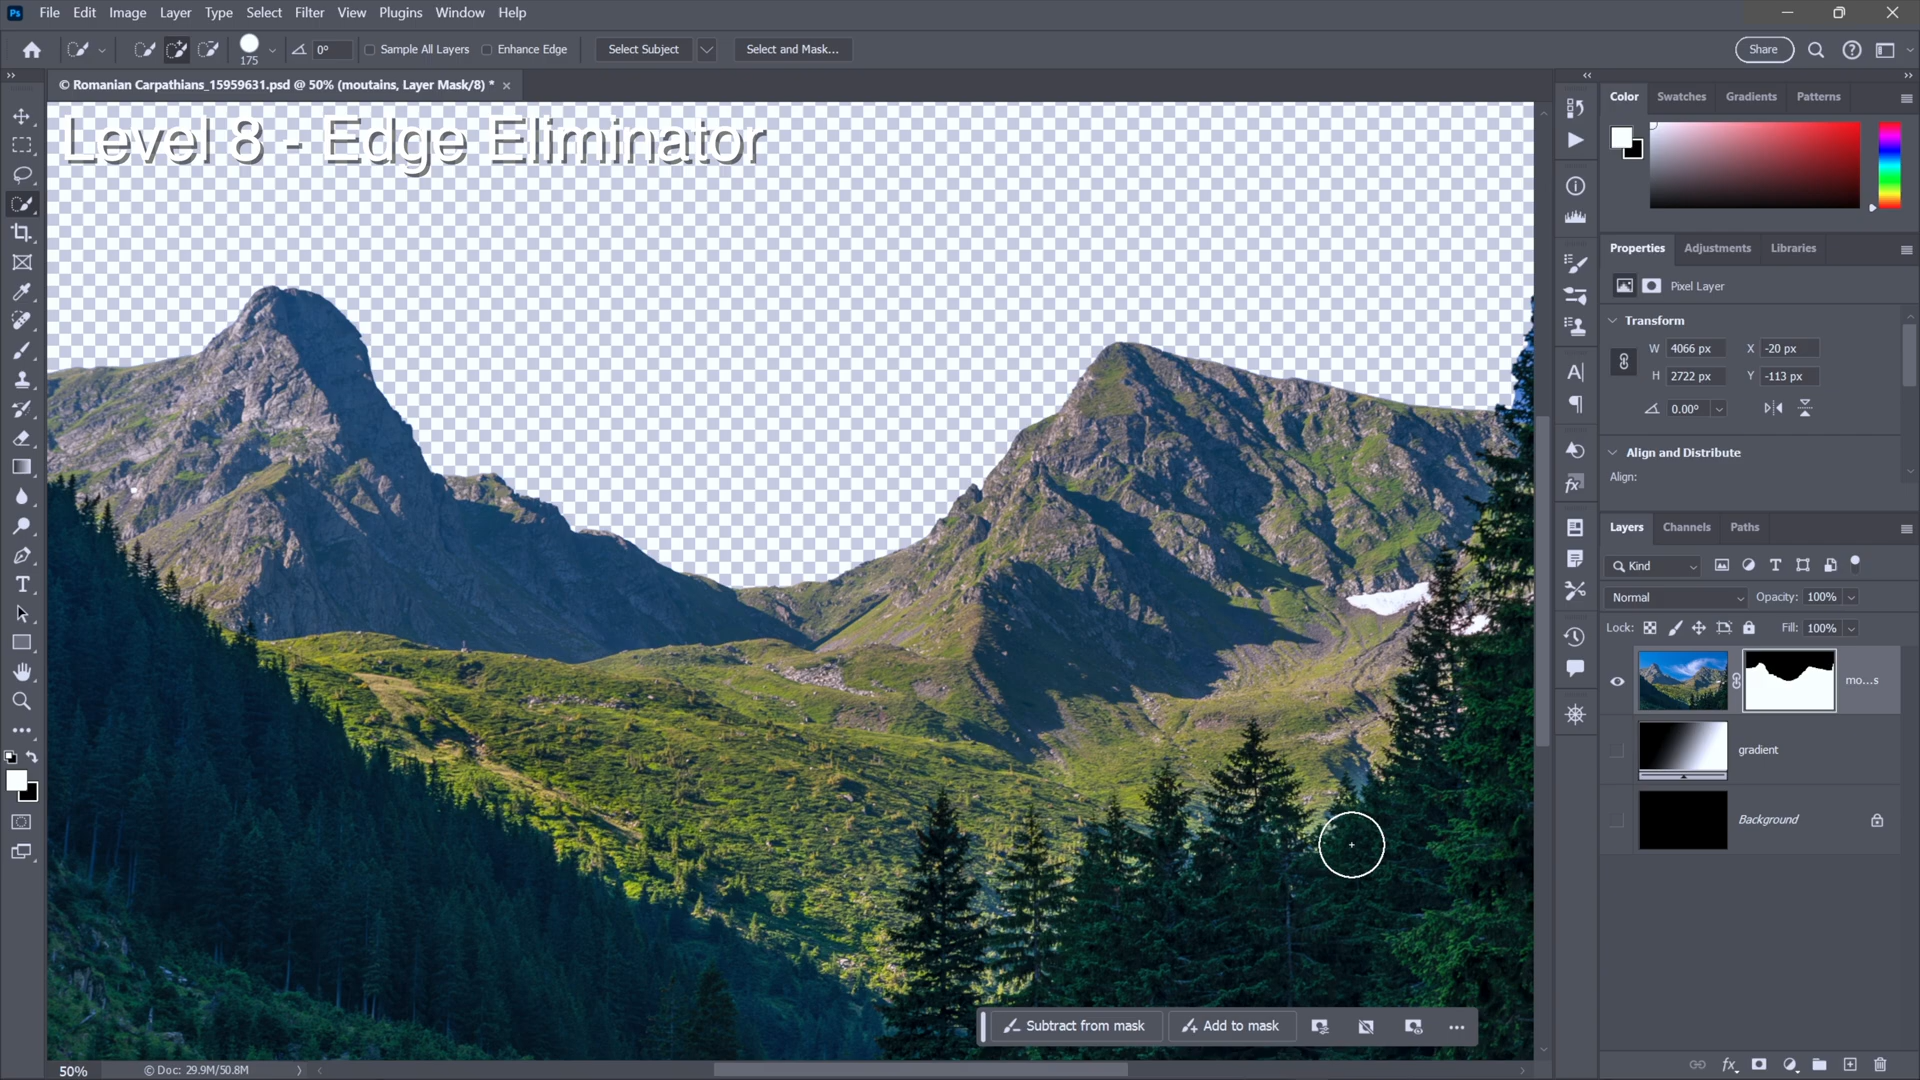 Ps File Edit Image Layer Type Select Filter View Plugins Window Help
175 0° Sample All Layers Enhance Edge Select Subject Select and Mask... Share
© Romanian Carpathians_15959631.psd @ 50% (moutains, Layer Mask/8) *
Level 8 - Edge Eliminator
Color Swatches Gradients Patterns
Properties Adjustments Libraries
Pixel Layer
Transform
W 4066 px X -20 px
H 2722 px Y -113 px
0.00°
Align and Distribute
Align:
Layers Channels Paths
Kind
Normal Opacity: 100%
Lock: Fill: 100%
mo...s
gradient
Background
Subtract from mask Add to mask
50% © Doc: 29.9M/50.8M
fx